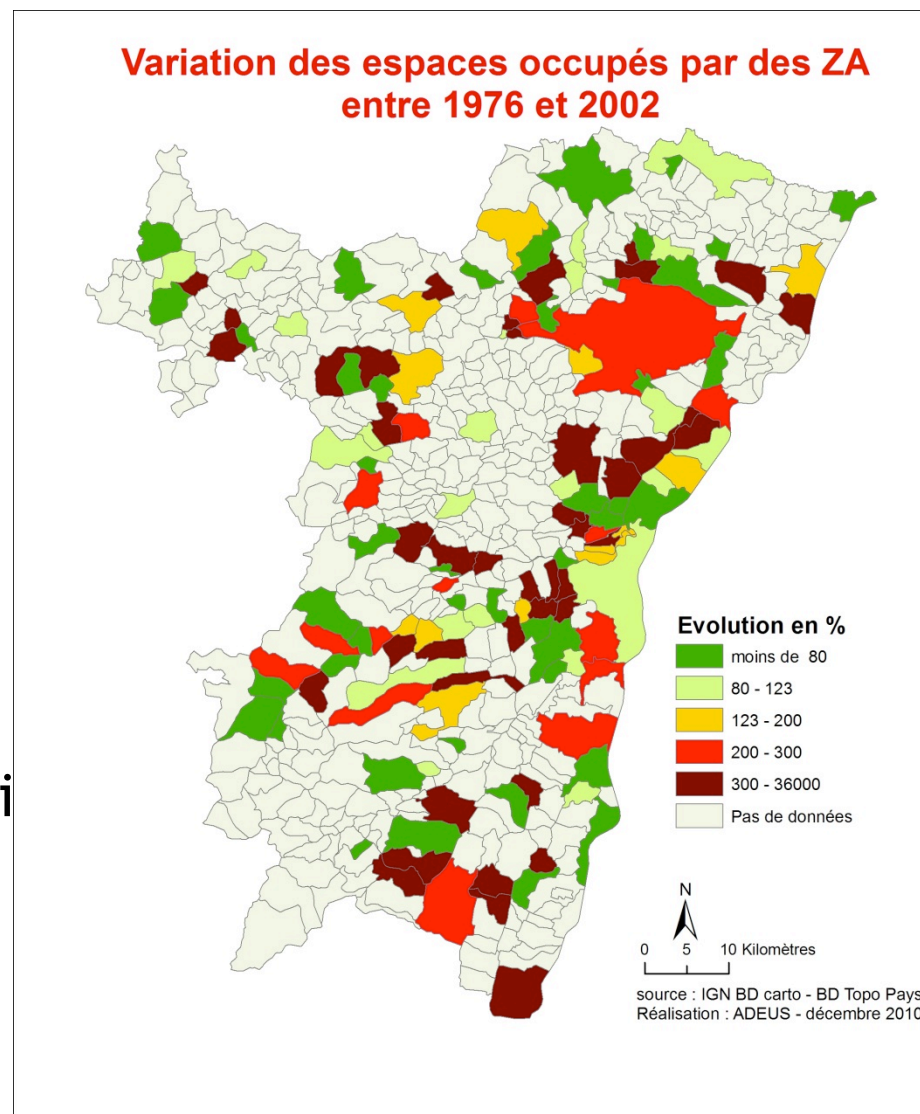 Variation des espaces occupés par des ZA
entre 1976 et 2002
Evolution en %
moins de 80
80 - 123
123 - 200
200 - 300
300 - 36000
Pas de données
i
N
0 5 10 Kilomètres
source : IGN BD carto - BD Topo Pays
Réalisation : ADEUS - décembre 2010